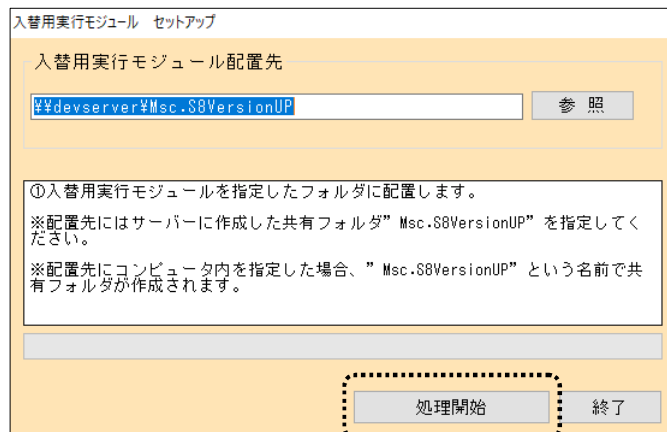 入替用実行モジュール　セットアップ
入替用実行モジュール配置先
¥¥devserver¥Msc.S8VersionUP
参 照
①入替用実行モジュールを指定したフォルダに配置します。
※配置先にはサーバーに作成した共有フォルダ”Msc.S8VersionUP”を指定してく
ださい。
※配置先にコンピュータ内を指定した場合、”Msc.S8VersionUP”という名前で共
有フォルダが作成されます。
処理開始
終了